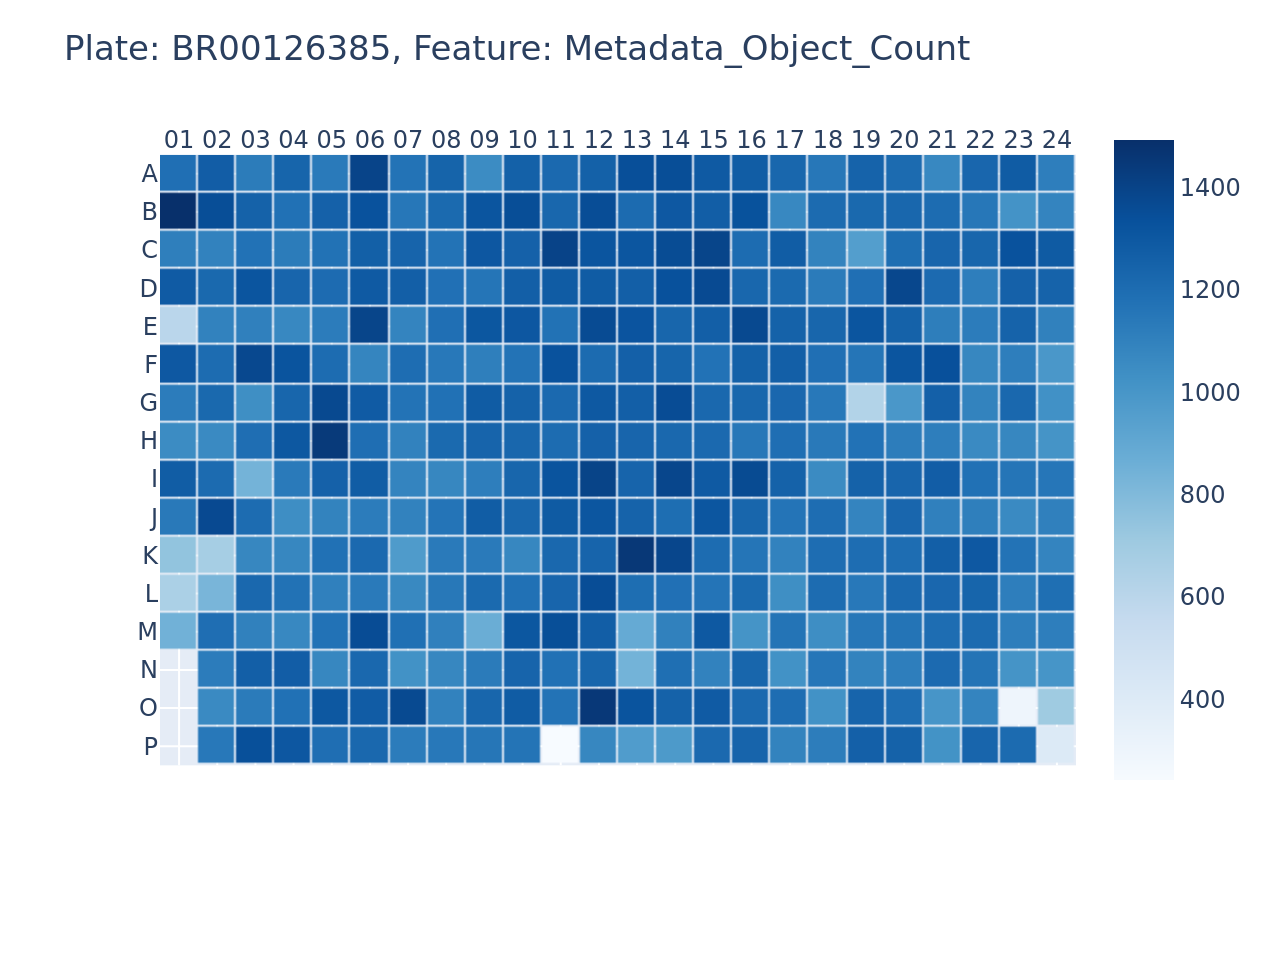 Plate: BR00126385, Feature: Metadata_Object_Count
01 02 03 04 05 06 07 08 09 10 11 12 13 14 15 16 17 18 19 20 21 22 23 24
A
B
C
D
E
F
G
H
I
J
K
L
M
N
O
P
1400
1200
1000
800
600
400